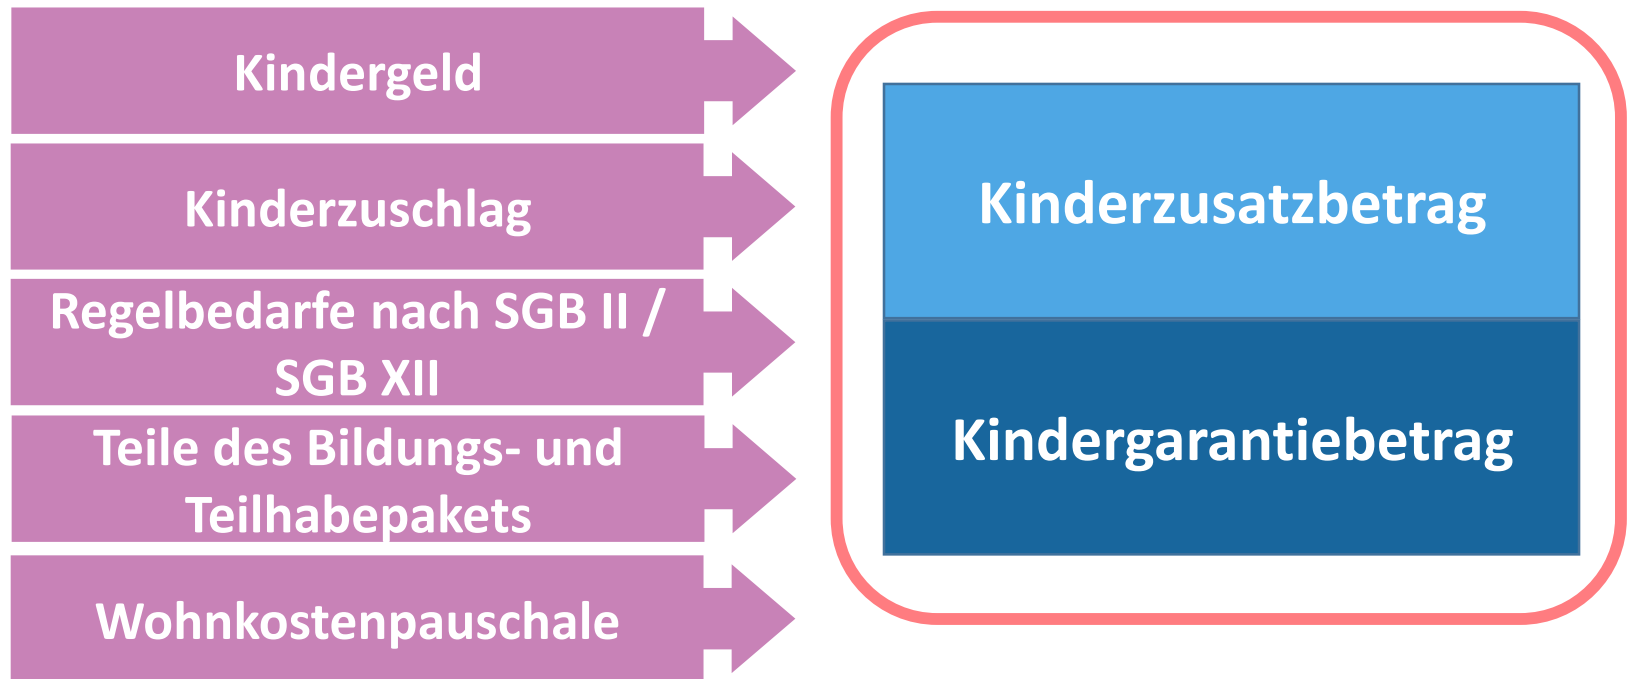 Kindergeld
Kinderzuschlag
Regelbedarfe nach SGB II /
SGB XII
Teile des Bildungs- und
Teilhabepakets
Wohnkostenpauschale
Kinderzusatzbetrag
Kindergarantiebetrag